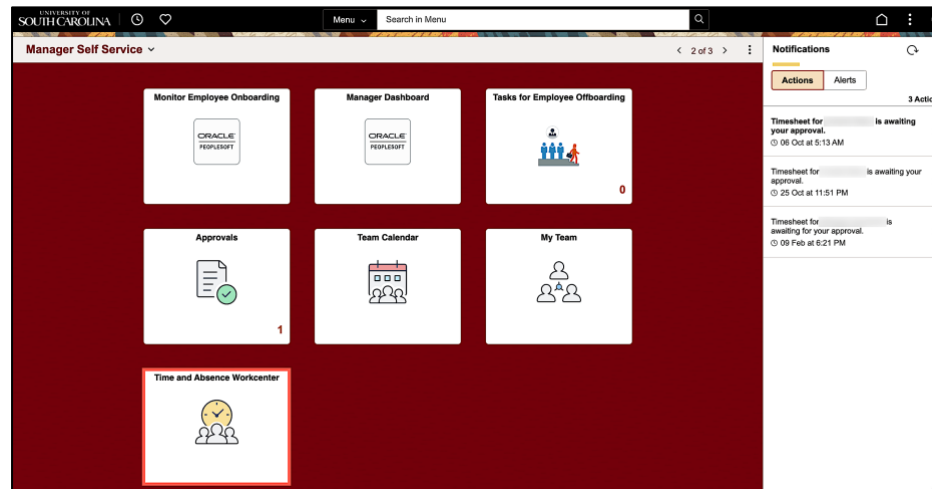 UNIVERSITY OF
SOUTH CAROLINA
Menu
Search in Menu
Manager Self Service
2 of 3
Monitor Employee Onboarding
ORACLE
PEOPLESOFT
Manager Dashboard
ORACLE
PEOPLESOFT
Tasks for Employee Offboarding
0
Approvals
1
Team Calendar
My Team
Time and Absence Workcenter
Notifications
Actions
Alerts
3 Actio
Timesheet for is awaiting
your approval.
06 Oct at 5:13 AM
Timesheet for is awaiting your
approval.
25 Oct at 11:51 PM
Timesheet for is
awaiting for your approval.
09 Feb at 6:21 PM